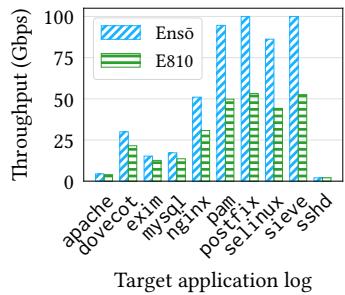 Throughput (Gbps)
100
75
50
25
0
Ensō
E810
apache
dovecot
exim
mysql
nginx
pam
postfix
selinux
sieve
sshd
Target application log